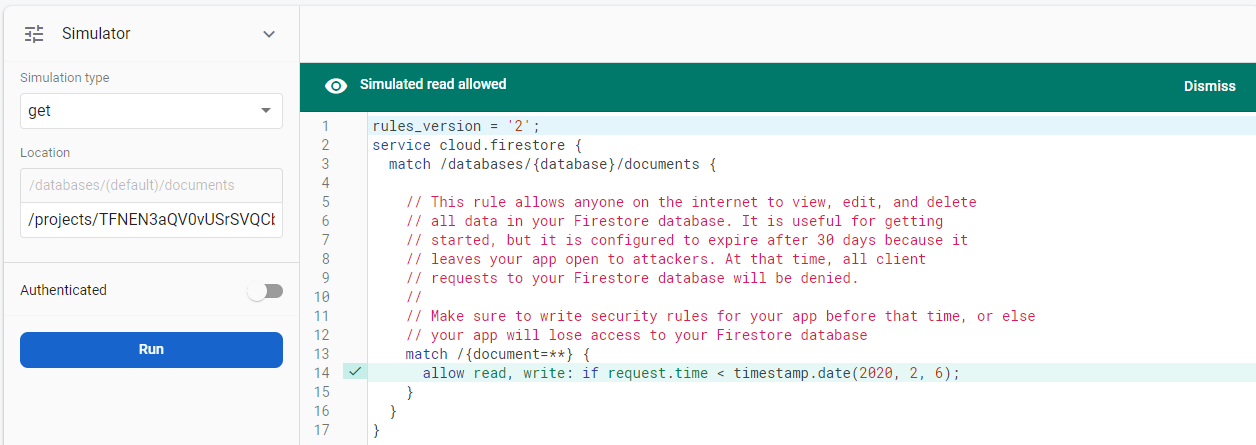 Simulator
Simulation type
get
Location
/databases/(default)/documents
/projects/TFNEN3aQV0vUSrSVQCb
Authenticated
Run
Simulated read allowed
Dismiss
1 rules_version = '2';
2 service cloud.firestore {
3 match /databases/{database}/documents {
4
5 // This rule allows anyone on the internet to view, edit, and delete
6 // all data in your Firestore database. It is useful for getting
7 // started, but it is configured to expire after 30 days because it
8 // leaves your app open to attackers. At that time, all client
9 // requests to your Firestore database will be denied.
10 //
11 // Make sure to write security rules for your app before that time, or else
12 // your app will lose access to your Firestore database
13 match /{document=**} {
14 allow read, write: if request.time < timestamp.date(2020, 2, 6);
15 }
16 }
17 }